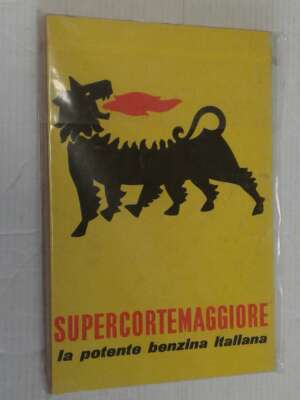 SUPERCORTEMAGGIORE
la potente benzina italiana